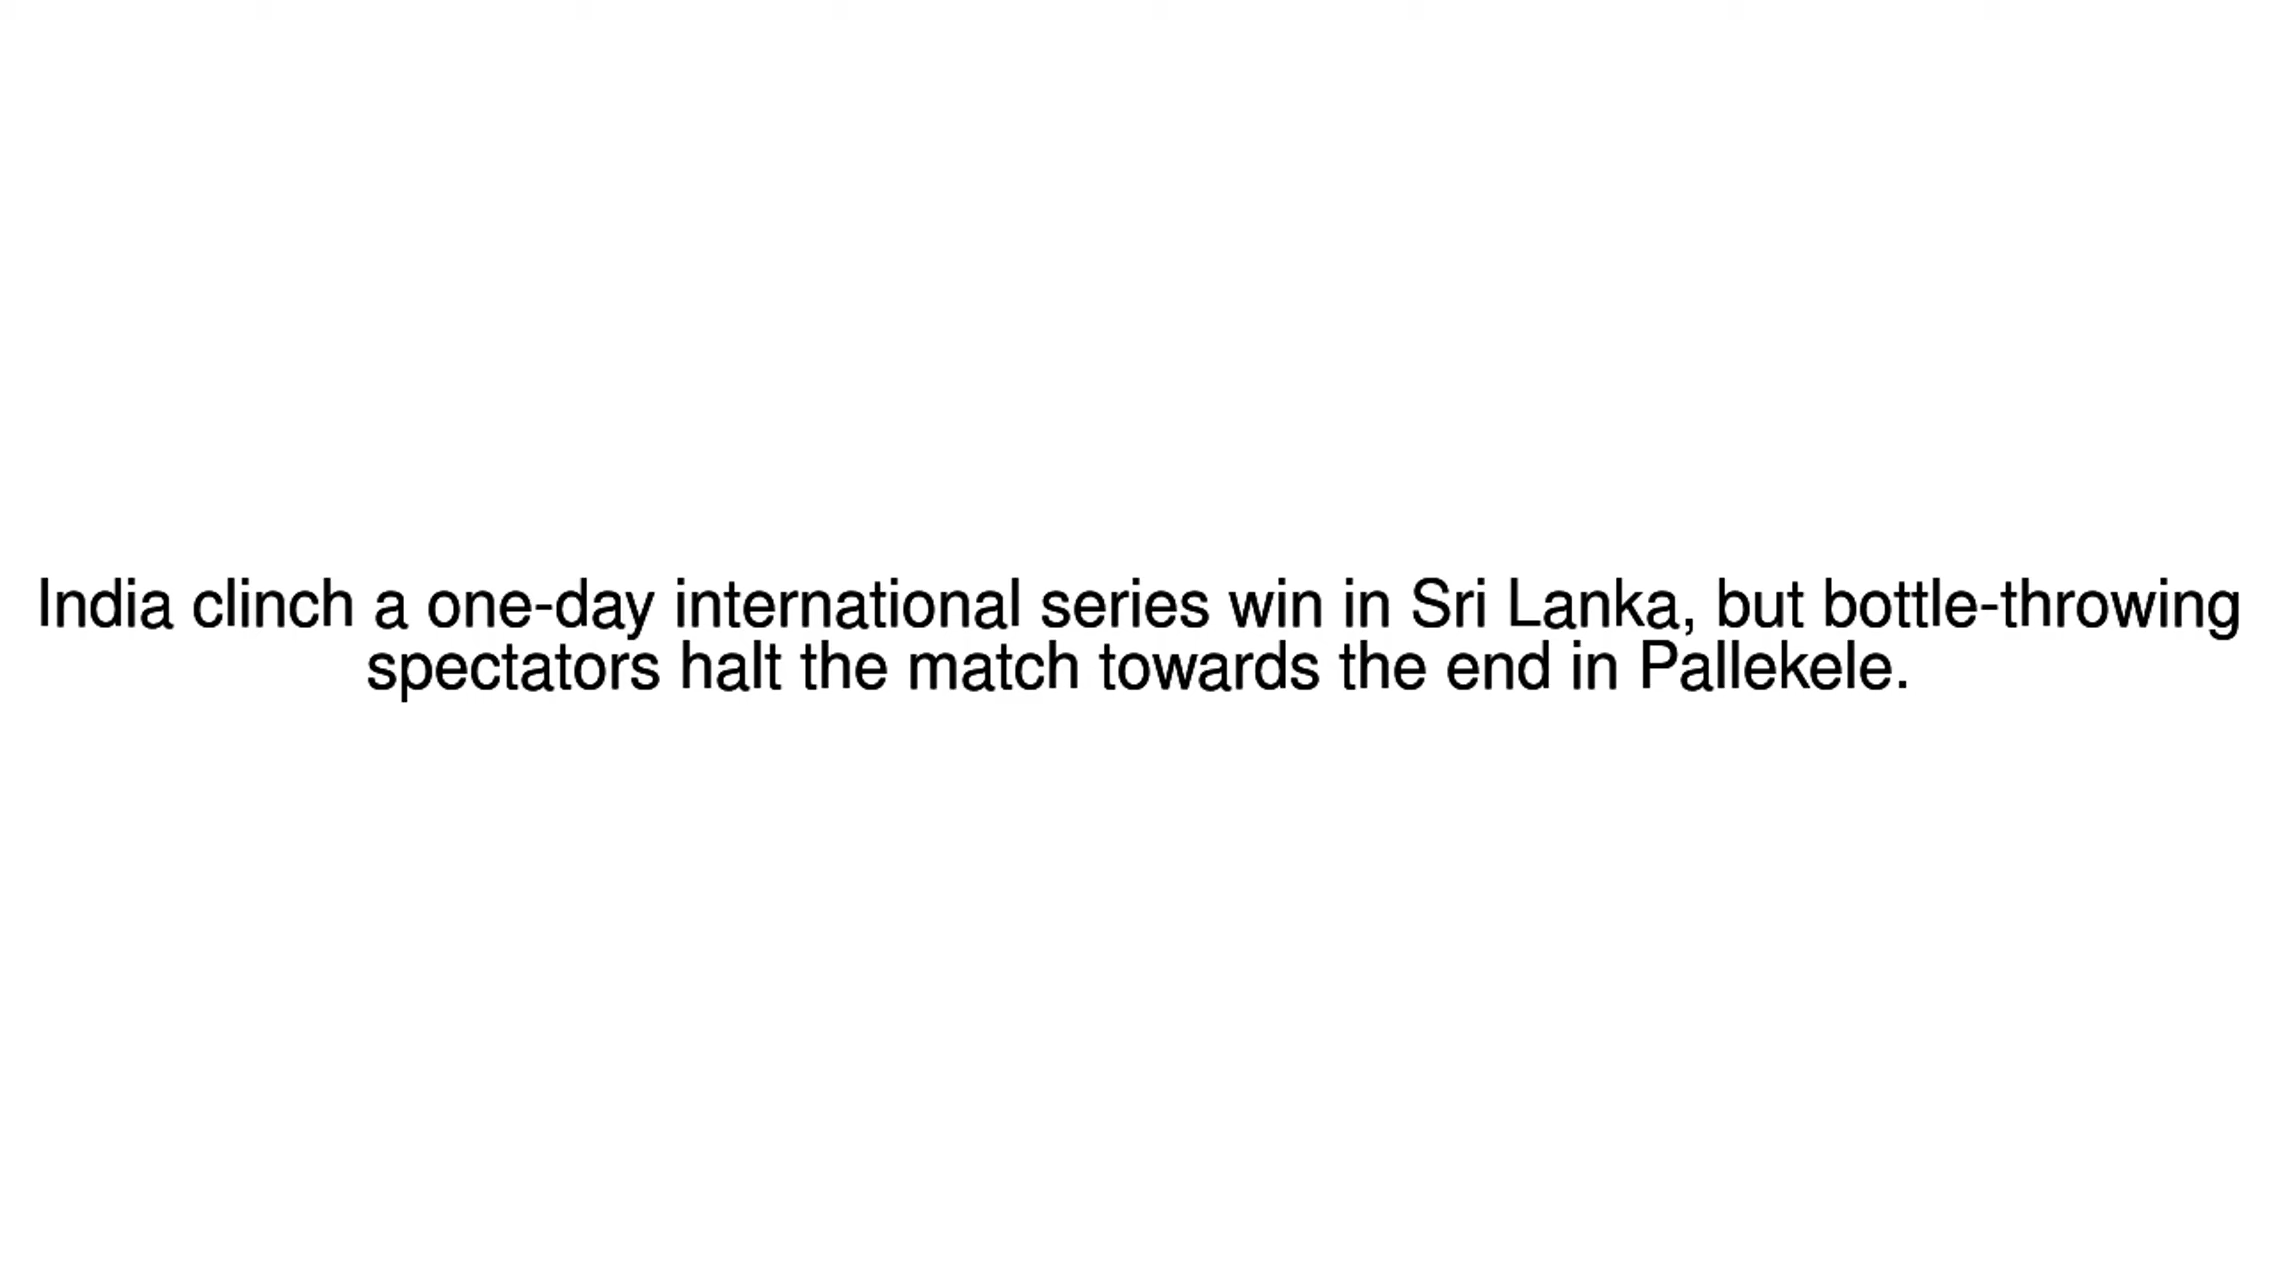 India clinch a one-day international series win in Sri Lanka, but bottle-throwing
spectators halt the match towards the end in Pallekele.